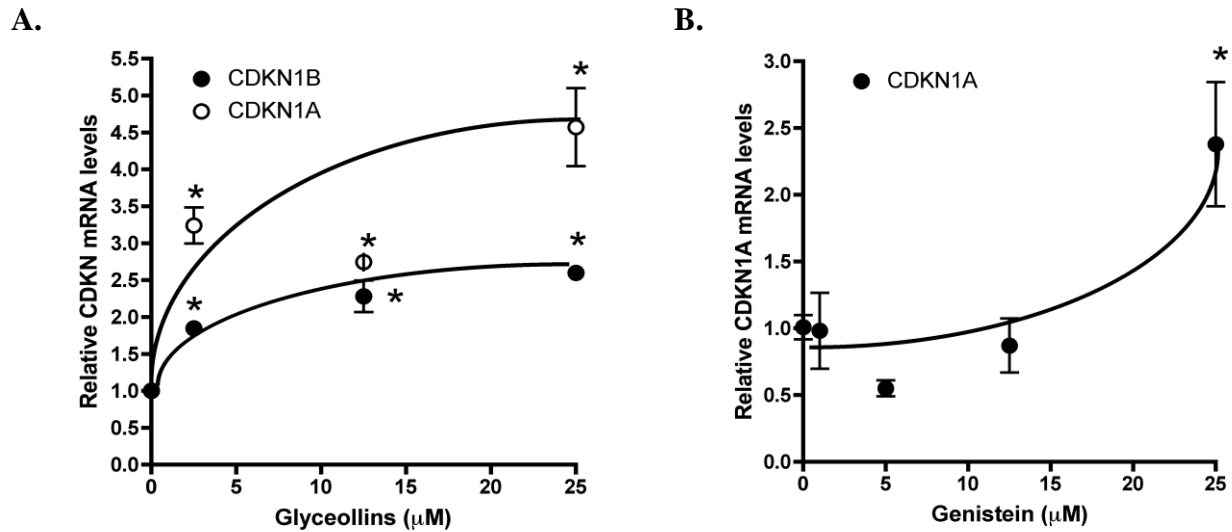 A.
5.5
5.0
4.5
4.0
3.5
3.0
2.5
2.0
1.5
1.0
0.5
0.0
Relative CDKN mRNA levels
CDKN1B
CDKN1A
*
*
*
*
*
*
0 5 10 15 20 25
Glyceollins (μM)
B.
3.0
2.5
2.0
1.5
1.0
0.5
0.0
Relative CDKN1A mRNA levels
CDKN1A
*
0 5 10 15 20 25
Genistein (μM)